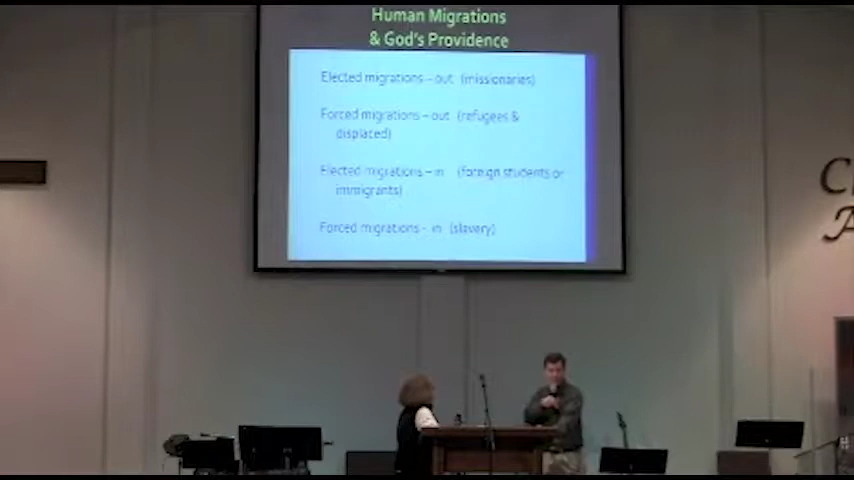 Human Migrations
& God's Providence
Elected migrations – out (missionaries)
Forced migrations – out (refugees &
displaced)
Elected migrations – in (foreign students or
immigrants)
Forced migrations - in (slavery)